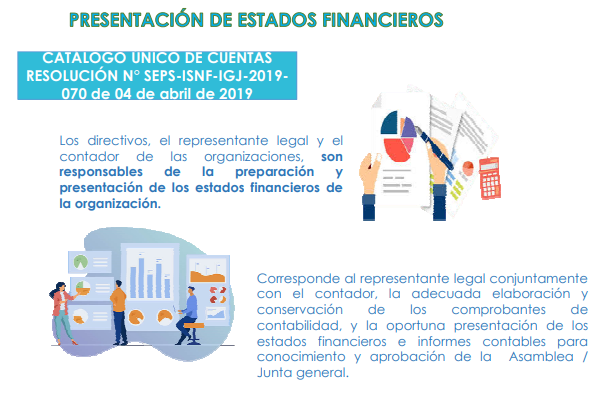 PRESENTACIÓN DE ESTADOS FINANCIEROS
CATALOGO UNICO DE CUENTAS
RESOLUCIÓN N° SEPS-ISNF-IGJ-2019-
070 de 04 de abril de 2019
Los directivos, el representante legal y el
contador de las organizaciones, son
responsables de la preparación y
presentación de los estados financieros de
la organización.
Corresponde al representante legal conjuntamente
con el contador, la adecuada elaboración y
conservación de los comprobantes de
contabilidad, y la oportuna presentación de los
estados financieros e informes contables para
conocimiento y aprobación de la Asamblea /
Junta general.